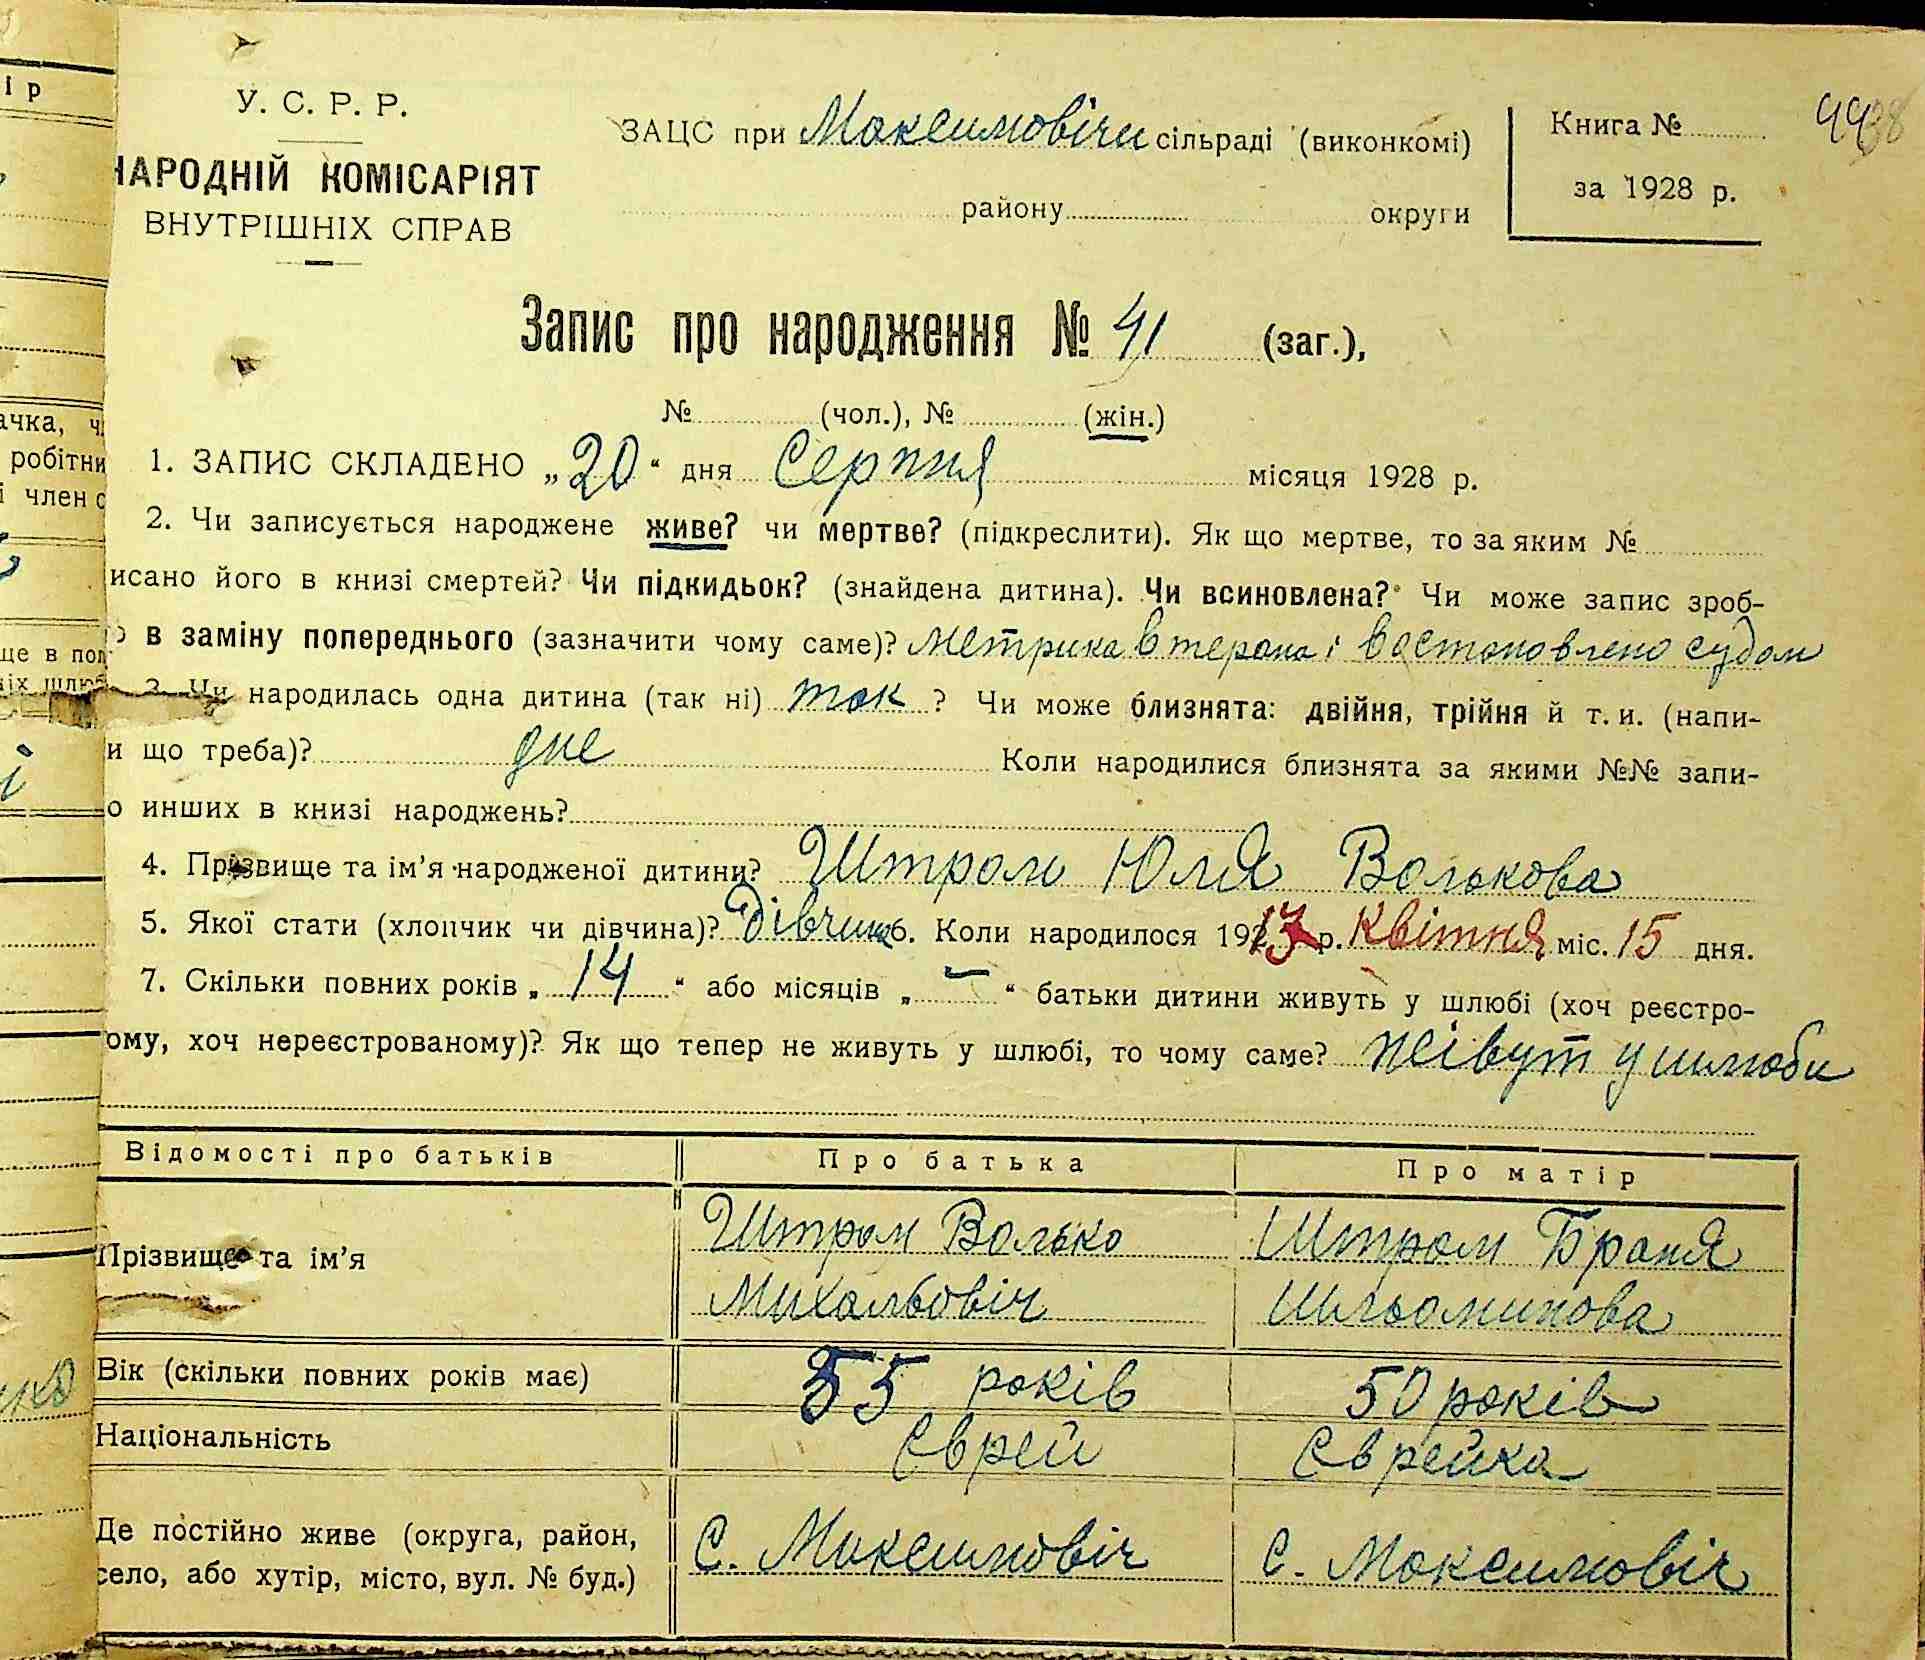 У. С. Р. Р.
НАРОДНІЙ КОМІСАРІЯТ
ВНУТРІШНІХ СПРАВ
ЗАЦС при Максимовічи сільраді (виконкомі)
району округи
Книга №
за 1928 р.
Запис про народження № 41 (заг.),
№ (чол.), № (жін.)
1. ЗАПИС СКЛАДЕНО „20“ дня Серпня місяця 1928 р.
2. Чи записується народжене живе? чи мертве? (підкреслити). Як що мертве, то за яким №
исано його в книзі смертей? Чи підкидьок? (знайдена дитина). Чи всиновлена? Чи може запис зроб-
о в заміну попереднього (зазначити чому саме)? Метрика втерана і востановлено судом
3. Чи народилась одна дитина (так ні) так ? Чи може близнята: двійня, трійня й т. и. (напи-
и що треба)? Коли народилися близнята за якими №№ запи-
о инших в книзі народжень?
4. Прізвище та ім’я народженої дитини? Штром Юля Волькова
5. Якої стати (хлопчик чи дівчина)? Дівчина 6. Коли народилося 1913 р. Квітня міс. 15 дня.
7. Скільки повних років „ 14 “ або місяців „ – “ батьки дитини живуть у шлюбі (хоч реєстро-
ому, хоч нереєстрованому)? Як що тепер не живуть у шлюбі, то чому саме? Жівут у шлюби
Відомості про батьків Про батька Про матір
Прізвище та ім’я Штром Волько Штром Браня
Михальовіч Шльоминова
Вік (скільки повних років має) 55 років 50 років
Національність Єврей Єврейка
Де постійно живе (округа, район,
село, або хутір, місто, вул. № буд.) С. Максимовіч С. Максимовіч